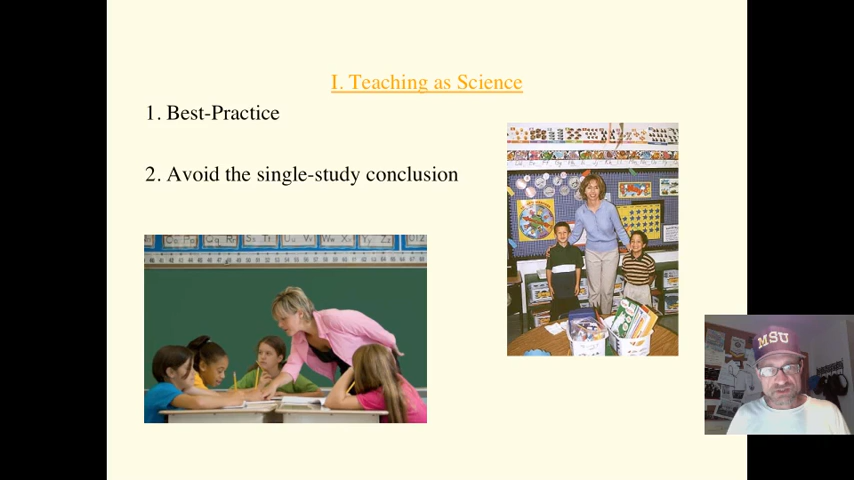 I. Teaching as Science
1. Best-Practice
2. Avoid the single-study conclusion
MSU